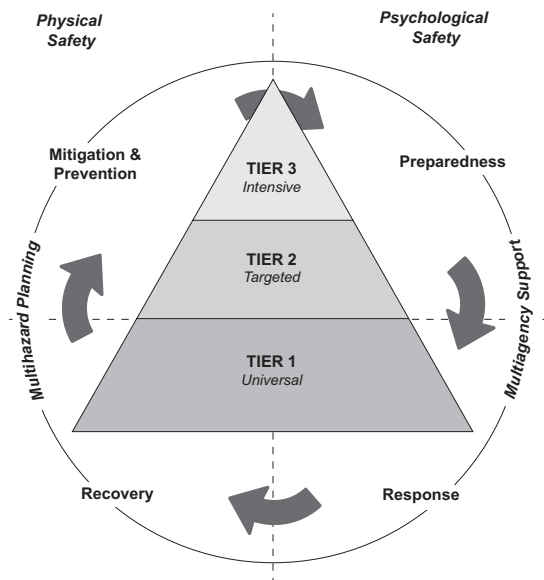 Physical
Safety
Psychological
Safety
Mitigation &
Prevention
Preparedness
TIER 3
Intensive
Multihazard Planning
TIER 2
Targeted
Multiagency Support
TIER 1
Universal
Recovery
Response